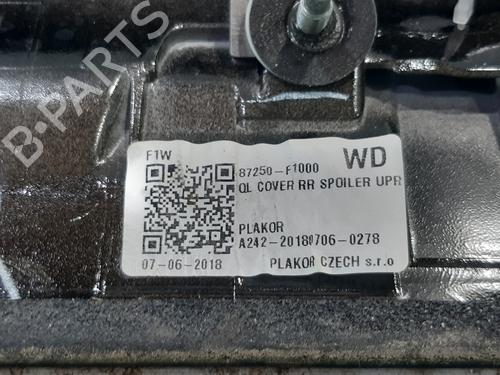 B-PARTS
F1W
87250-F1000
WD
QL COVER RR SPOILER UPR
PLAKOR
A242-20180706-0278
07-06-2018
PLAKOR CZECH s.r.o